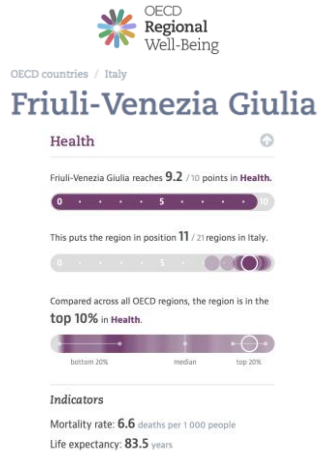 OECD
Regional
Well-Being
OECD countries / Italy
Friuli-Venezia Giulia
Health
Friuli-Venezia Giulia reaches 9.2 / 10 points in Health.
0 5 10
This puts the region in position 11 / 21 regions in Italy.
0 5
Compared across all OECD regions, the region is in the
top 10% in Health.
bottom 20% median top 20%
Indicators
Mortality rate: 6.6 deaths per 1 000 people
Life expectancy: 83.5 years